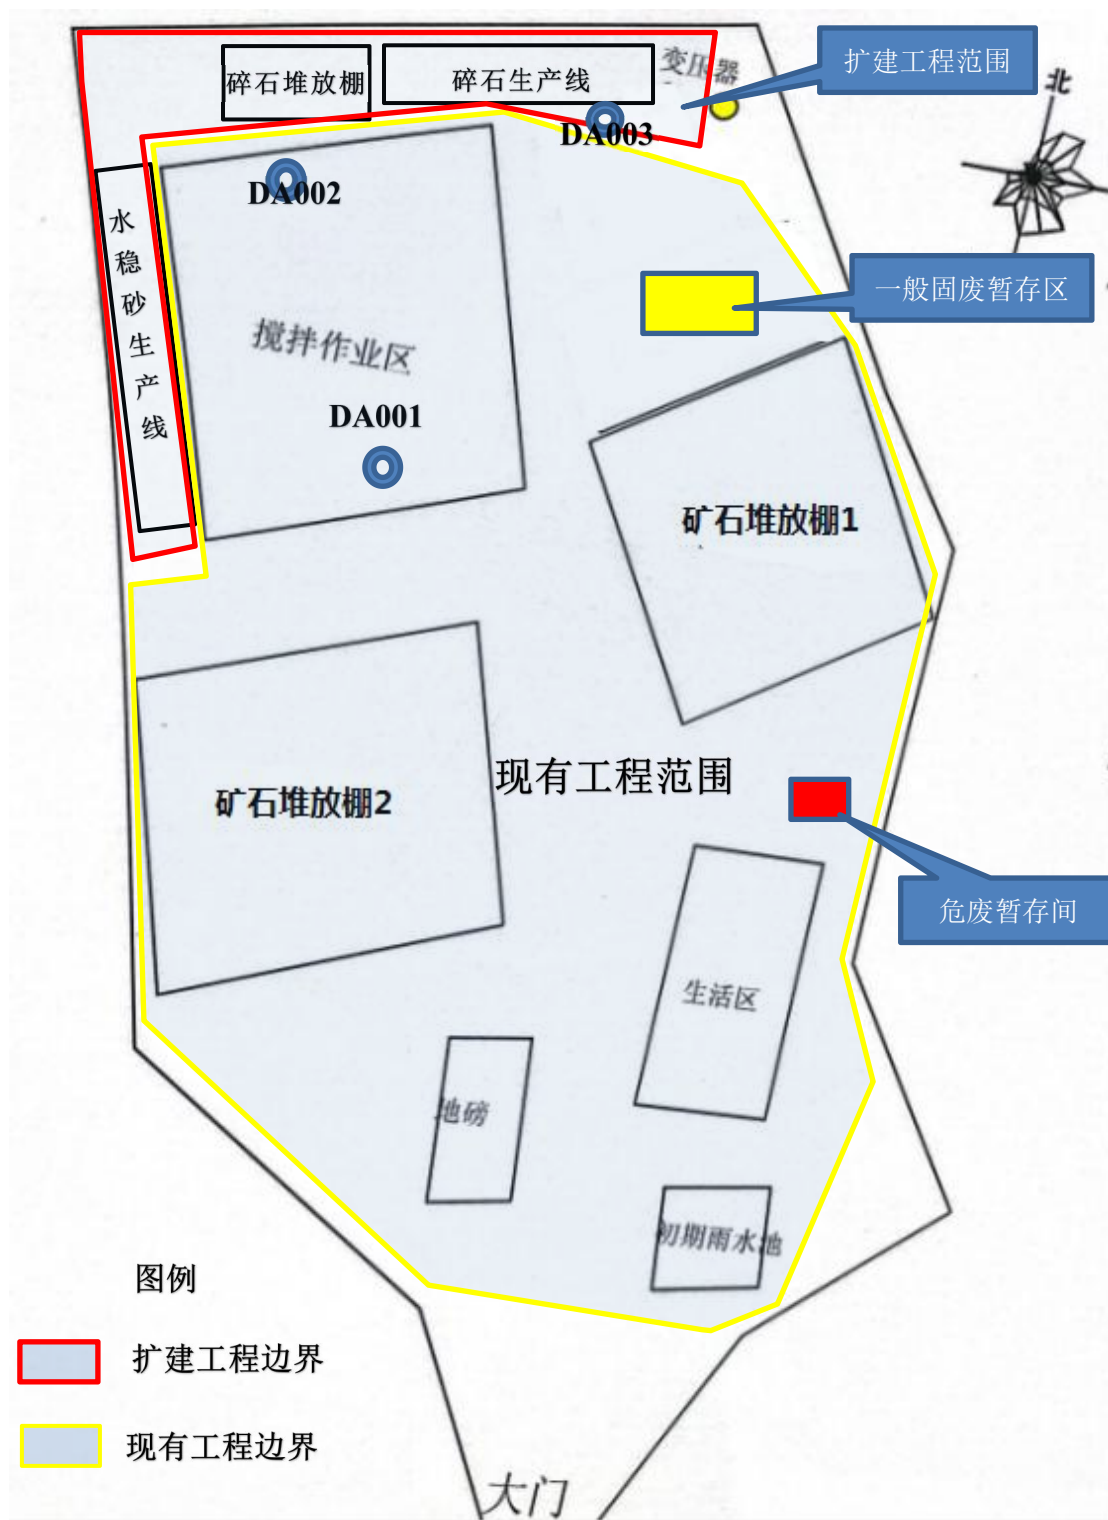 变压器
扩建工程范围
碎石堆放棚
碎石生产线
北
DA003
DA002
水稳砂生产线
一般固废暂存区
搅拌作业区
DA001
矿石堆放棚1
现有工程范围
矿石堆放棚2
危废暂存间
生活区
地磅
初期雨水池
图例
扩建工程边界
现有工程边界
大门